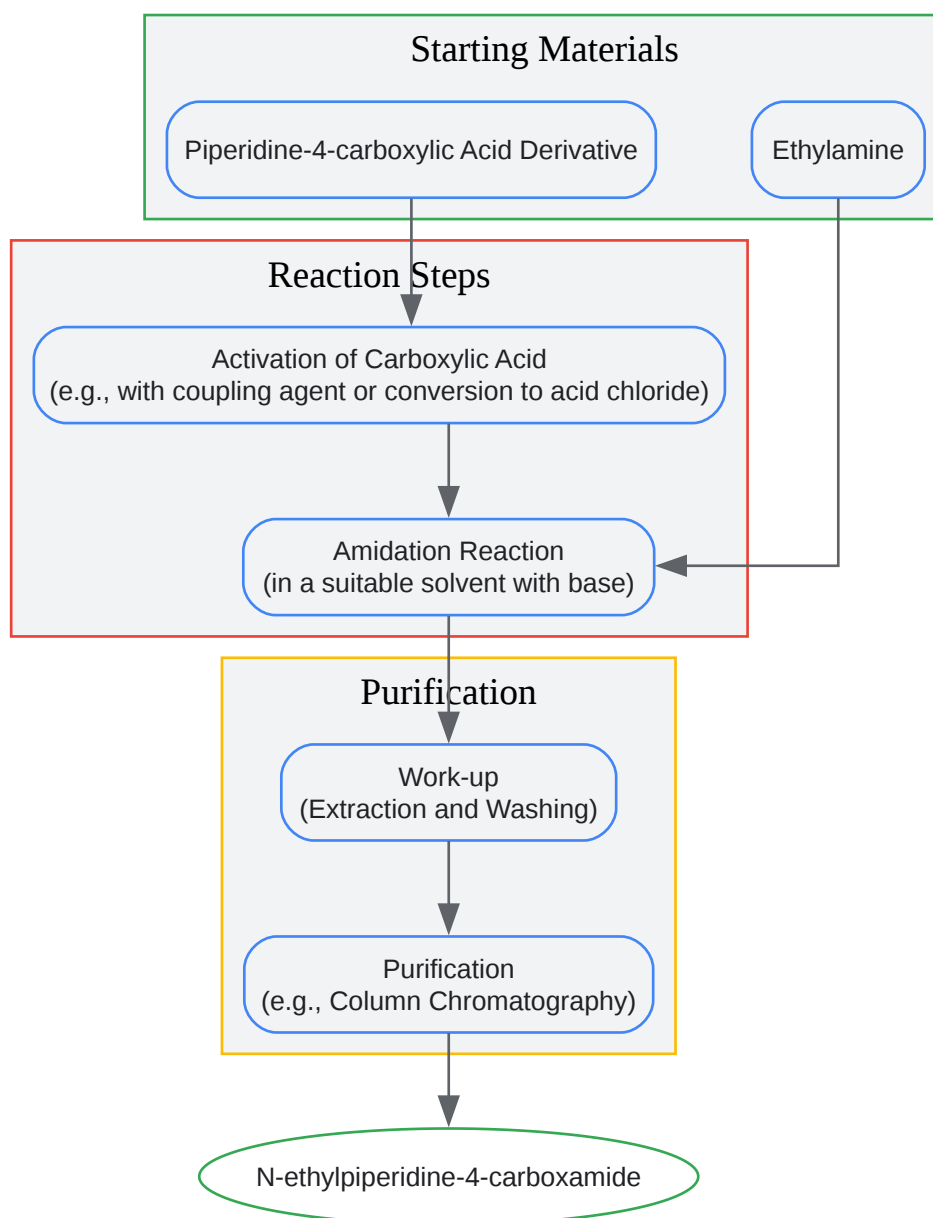 Starting Materials
Piperidine-4-carboxylic Acid Derivative
Ethylamine
Reaction Steps
Activation of Carboxylic Acid
(e.g., with coupling agent or conversion to acid chloride)
Amidation Reaction
(in a suitable solvent with base)
Purification
Work-up
(Extraction and Washing)
Purification
(e.g., Column Chromatography)
N-ethylpiperidine-4-carboxamide